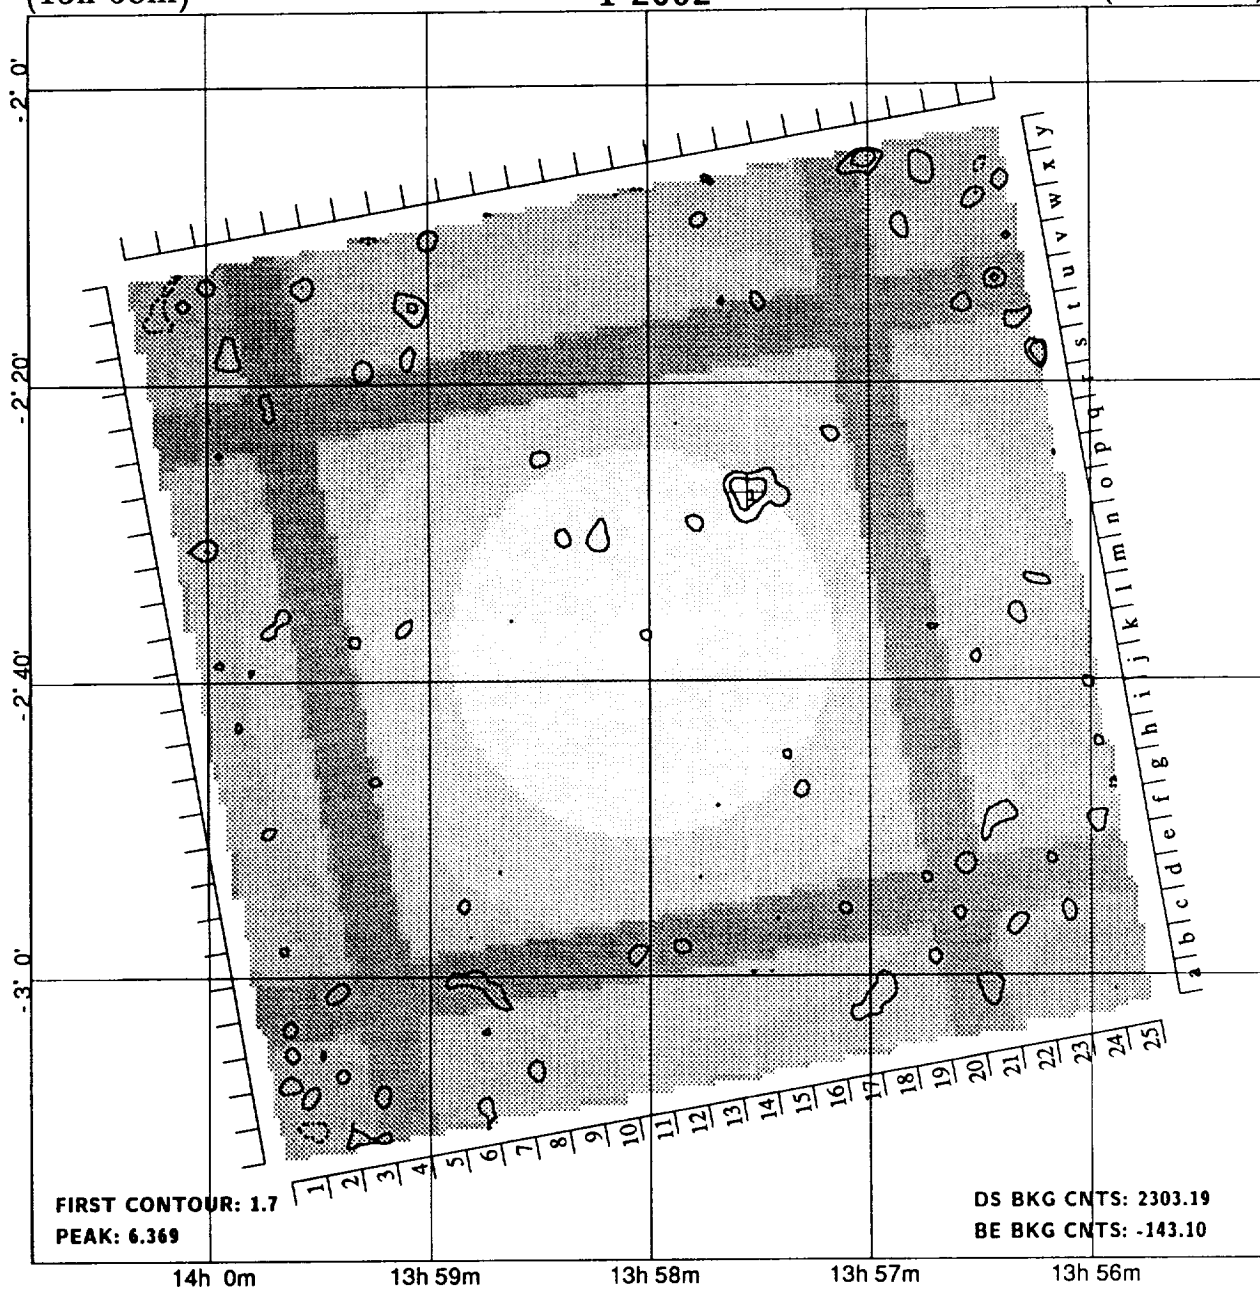 -2° 0'
-2° 20'
-2° 40'
-3° 0'
y
x
w
v
u
t
s
r
q
p
o
n
m
l
k
j
i
h
g
f
e
d
c
b
a
1
1 2 3 4 5 6 7 8 9 10 11 12 13 14 15 16 17 18 19 20 21 22 23 24 25
FIRST CONTOUR: 1.7
PEAK: 6.369
DS BKG CNTS: 2303.19
BE BKG CNTS: -143.10
14h 0m 13h 59m 13h 58m 13h 57m 13h 56m